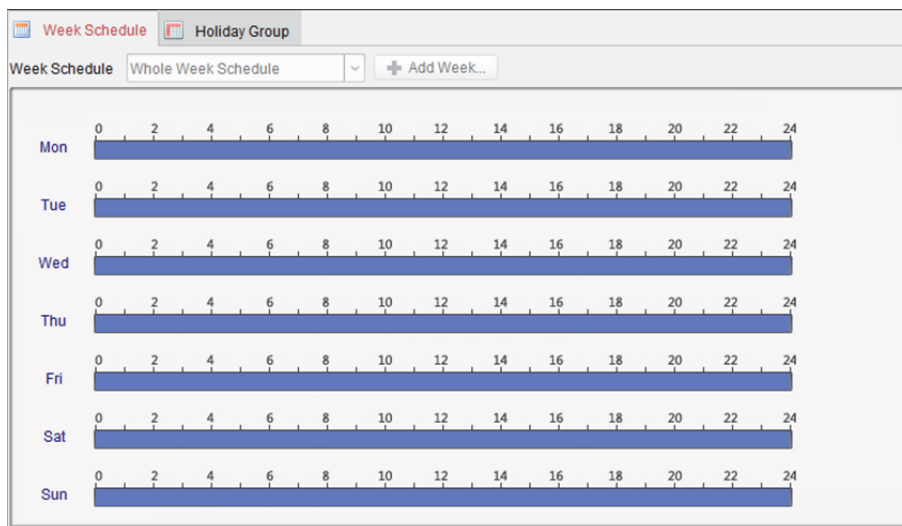 Week Schedule Holiday Group
Week Schedule Whole Week Schedule Add Week...
0 2 4 6 8 10 12 14 16 18 20 22 24
Mon
0 2 4 6 8 10 12 14 16 18 20 22 24
Tue
0 2 4 6 8 10 12 14 16 18 20 22 24
Wed
0 2 4 6 8 10 12 14 16 18 20 22 24
Thu
0 2 4 6 8 10 12 14 16 18 20 22 24
Fri
0 2 4 6 8 10 12 14 16 18 20 22 24
Sat
0 2 4 6 8 10 12 14 16 18 20 22 24
Sun